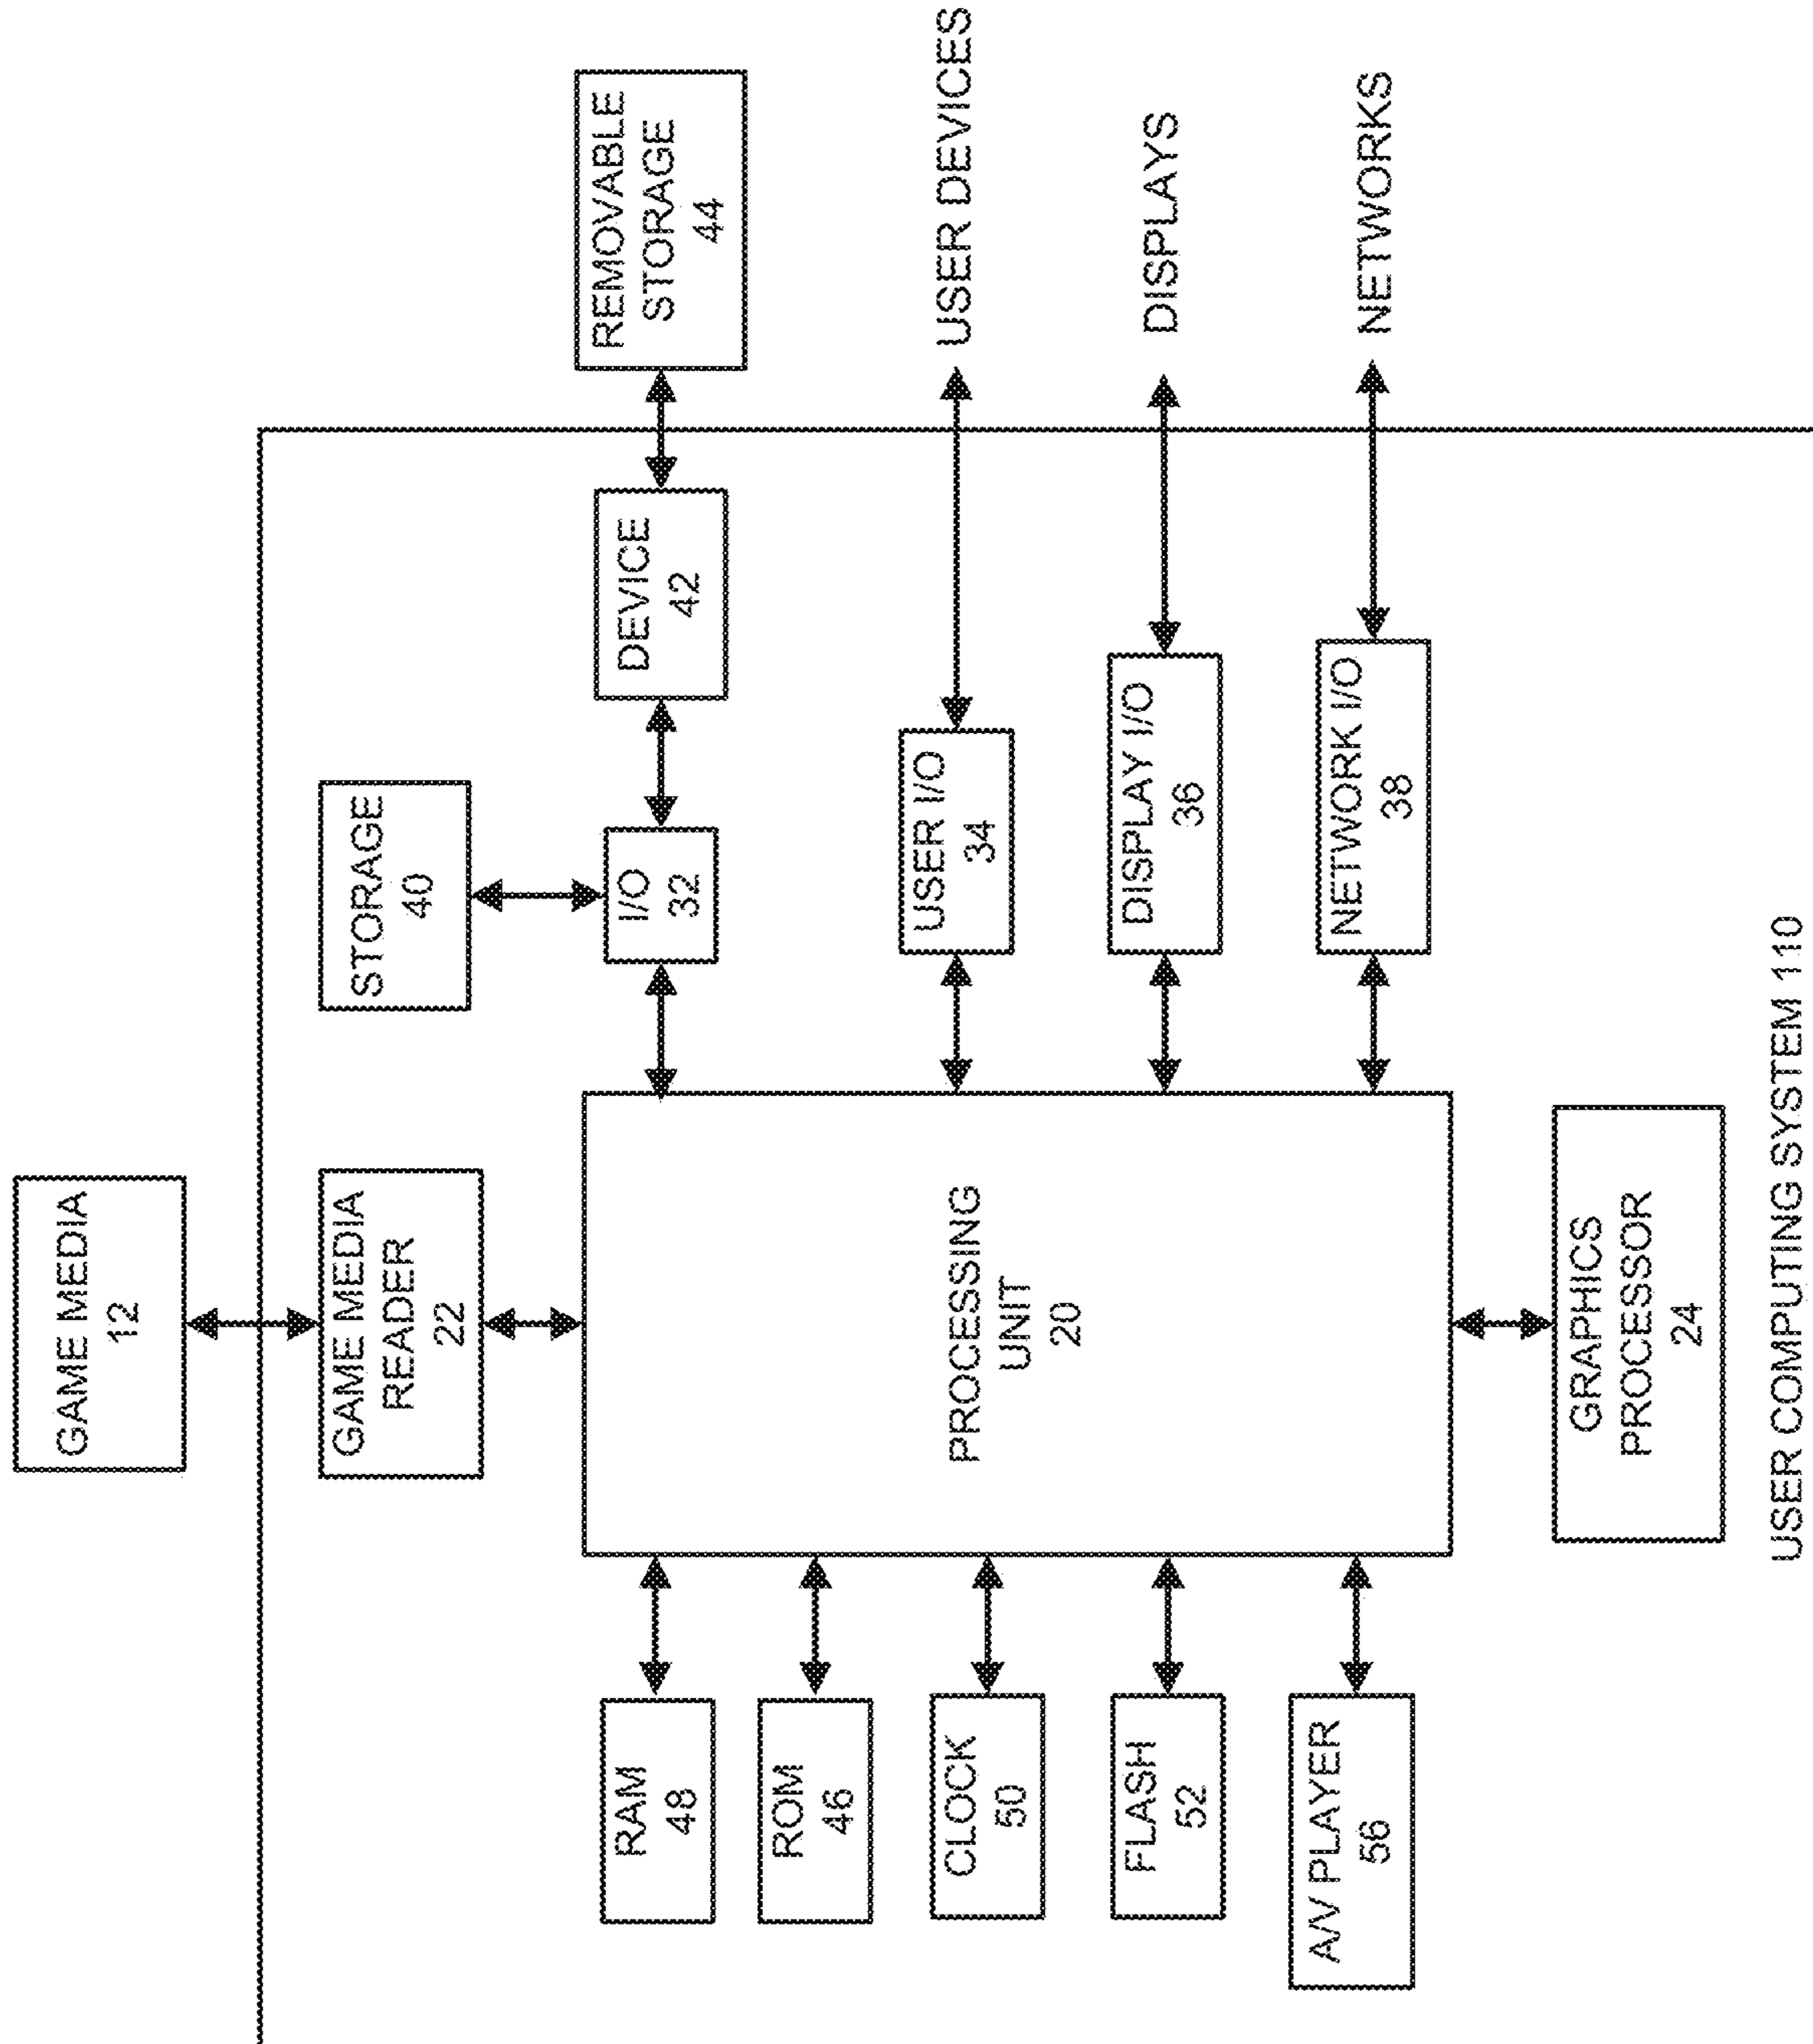 GAME MEDIA
12
GAME MEDIA
READER
22
STORAGE
40
REMOVABLE
STORAGE
44
DEVICE
42
I/O
32
RAM
48
ROM
46
CLOCK
50
FLASH
52
A/V PLAYER
56
PROCESSING
UNIT
20
USER I/O
34
USER DEVICES
DISPLAY I/O
36
DISPLAYS
NETWORK I/O
38
NETWORKS
GRAPHICS
PROCESSOR
24
USER COMPUTING SYSTEM 110